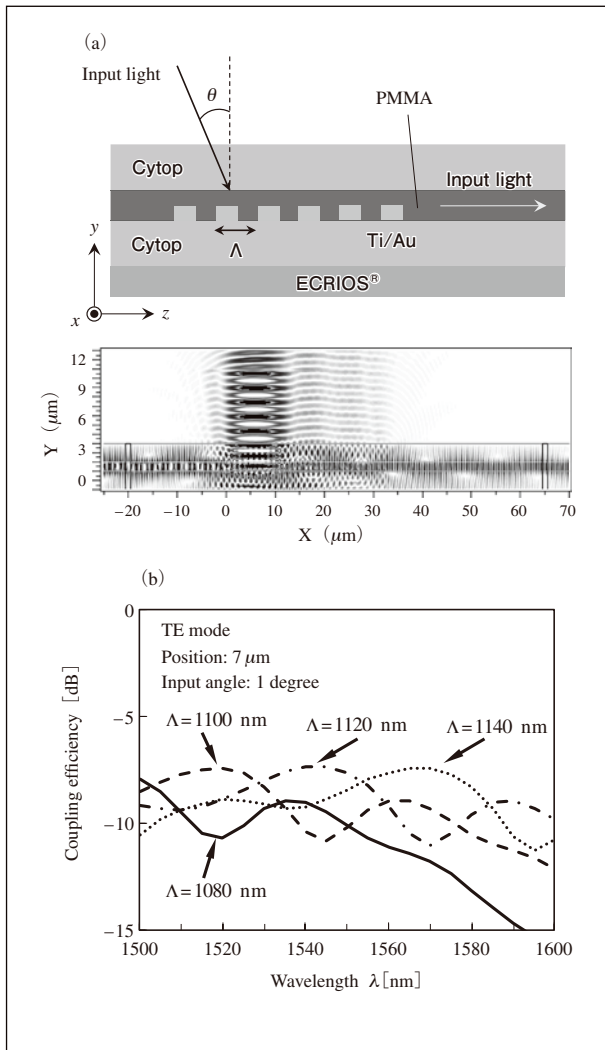 (a)
Input light
θ
PMMA
Cytop
Input light
Cytop
Λ
Ti/Au
ECRIOS®
y
x
z
Y (μm)
12
9
6
3
0
−20 −10 0 10 20 30 40 50 60 70
X (μm)
(b)
Coupling efficiency [dB]
0
−5
−10
−15
TE mode
Position: 7 μm
Input angle: 1 degree
Λ=1100 nm
Λ=1120 nm
Λ=1140 nm
Λ=1080 nm
1500 1520 1540 1560 1580 1600
Wavelength λ[nm]